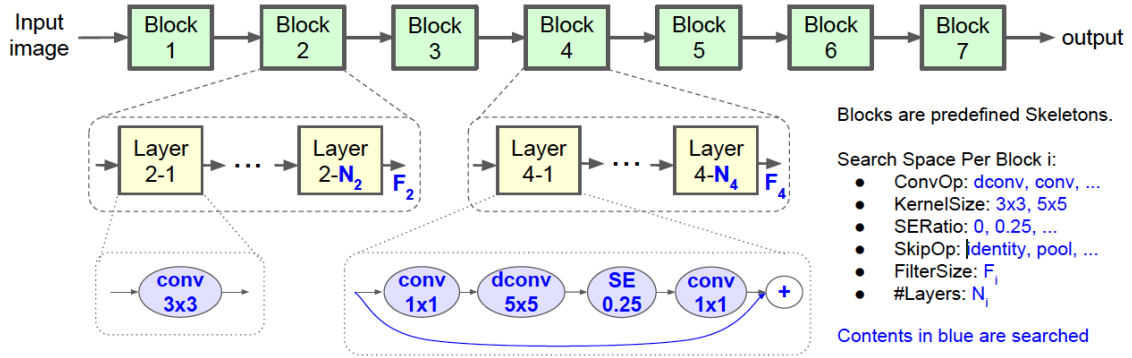 Input
image
Block
1
Block
2
Block
3
Block
4
Block
5
Block
6
Block
7
output
Layer
2-1
...
Layer
2-N₂
F₂
Layer
4-1
...
Layer
4-N₄
F₄
conv
3x3
conv
1x1
dconv
5x5
SE
0.25
conv
1x1
+
Blocks are predefined Skeletons.
Search Space Per Block i:
● ConvOp: dconv, conv, ...
● KernelSize: 3x3, 5x5
● SERatio: 0, 0.25, ...
● SkipOp: identity, pool, ...
● FilterSize: Fᵢ
● #Layers: Nᵢ
Contents in blue are searched